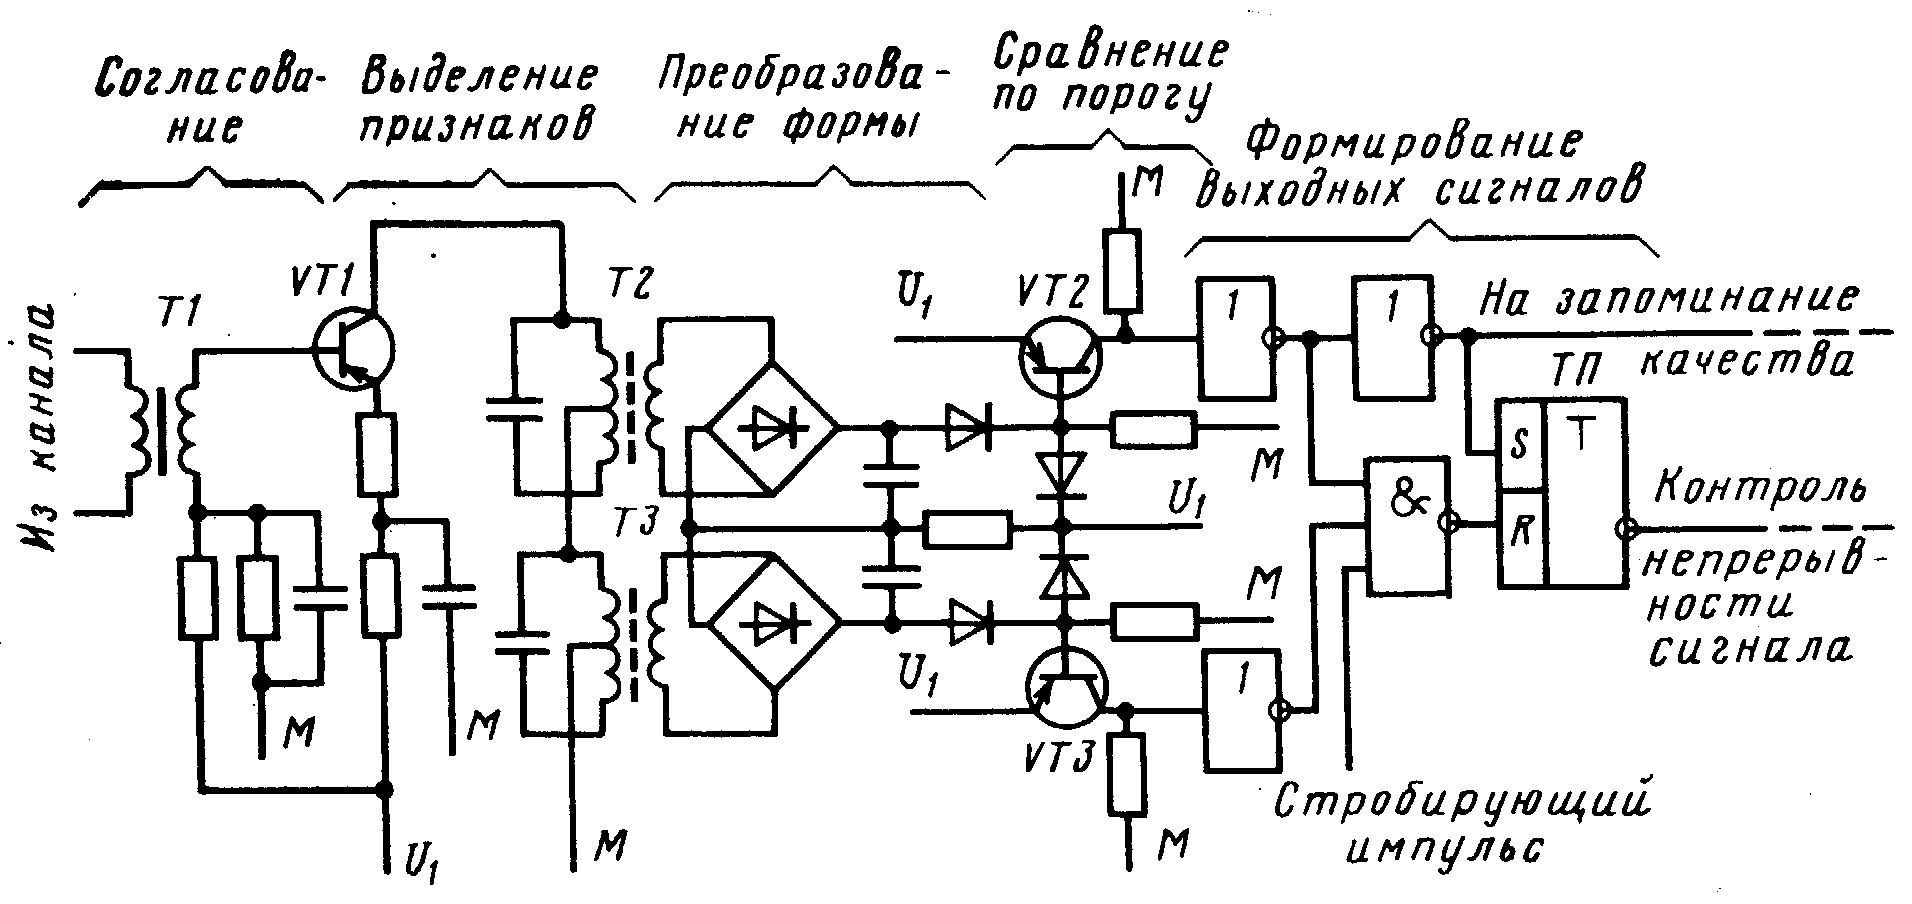 Согласова-
ние
Выделение
признаков
Преобразова-
ние формы
Сравнение
по порогу
Формирование
выходных сигналов
Из канала
T1
VT1
T2
T3
U1
VT2
M
1
1
На запоминание
качества
ТП
S
T
R
&
M
U1
M
Контроль
непрерыв-
ности
сигнала
U1
VT3
1
M
Стробирующий
импульс
M
M
U1
M